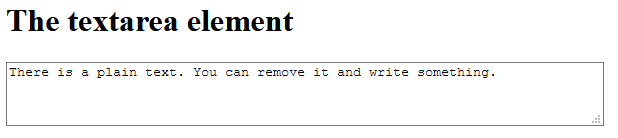 The textarea element
There is a plain text. You can remove it and write something.